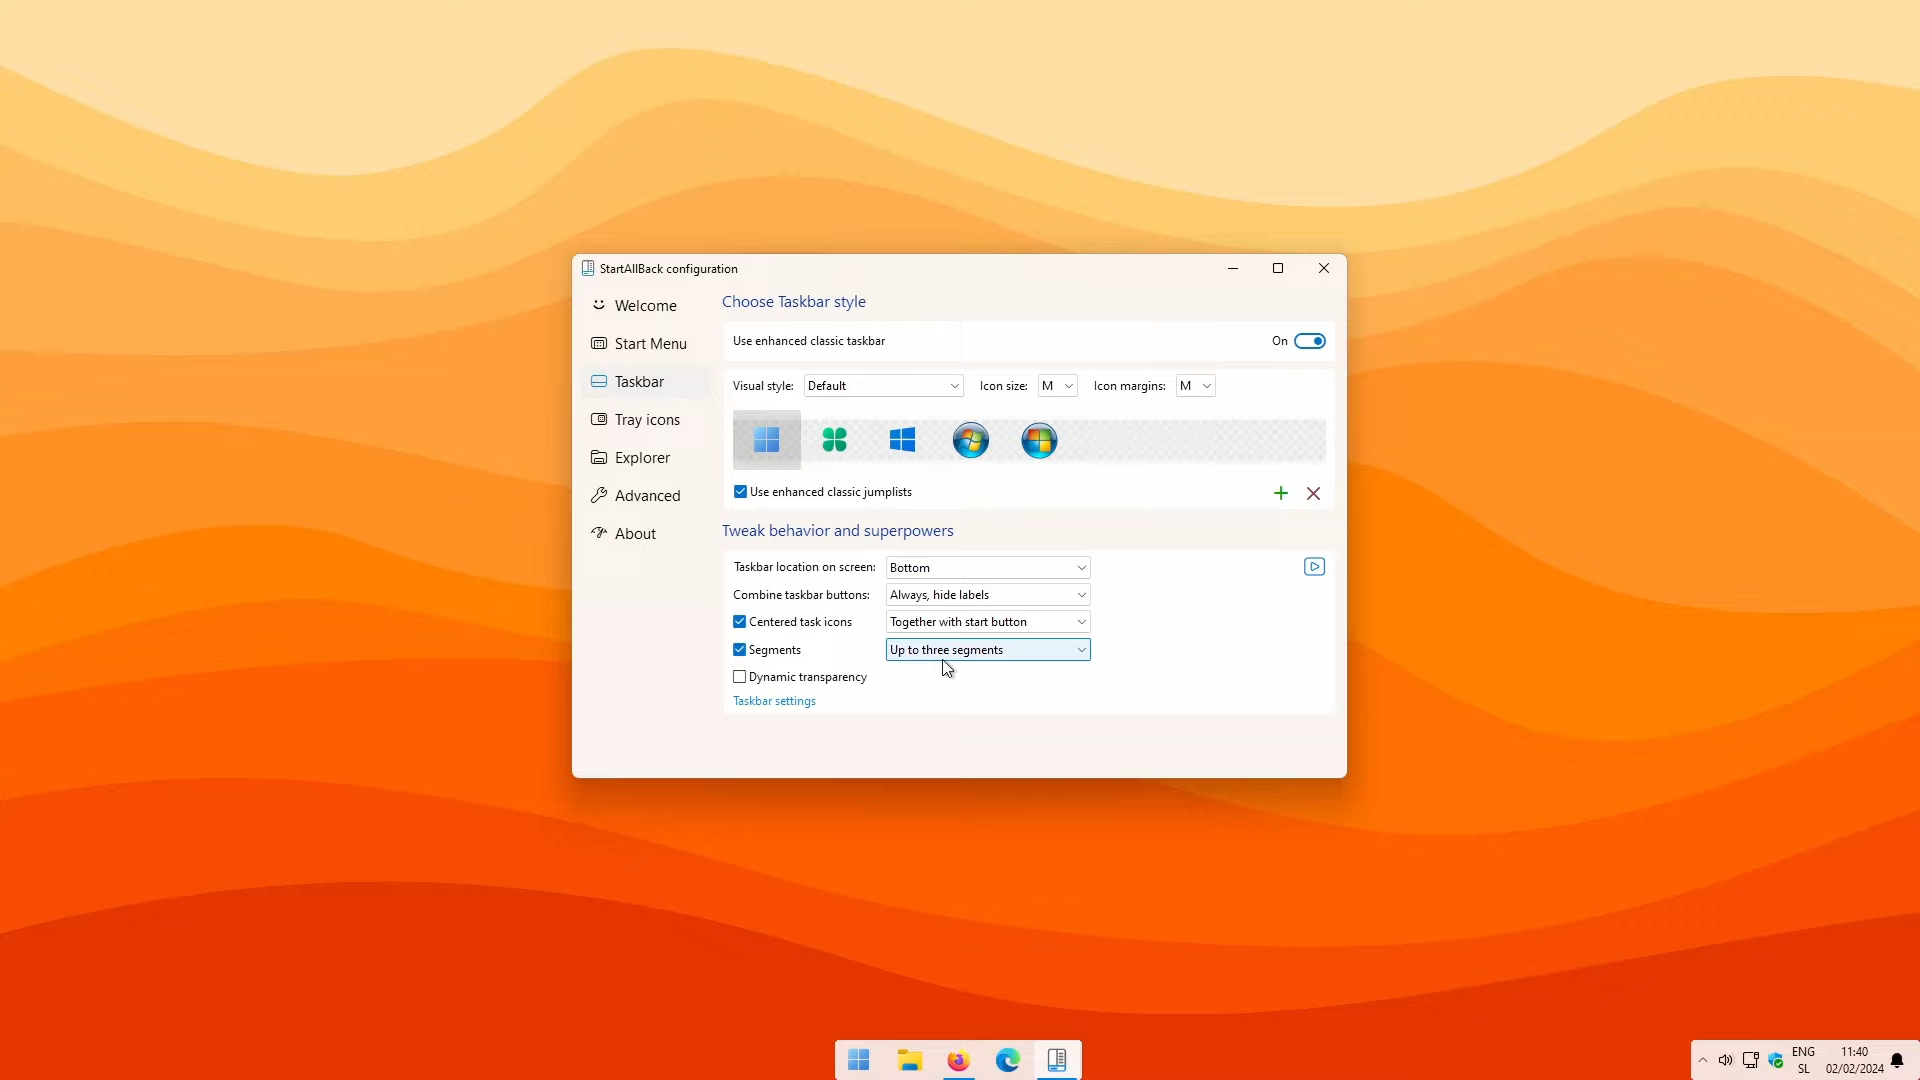 StartAllBack configuration
Welcome
Start Menu
Taskbar
Tray icons
Explorer
Advanced
About
Choose Taskbar style
Use enhanced classic taskbar On
Visual style: Default Icon size: M Icon margins: M
Use enhanced classic jumplists
Tweak behavior and superpowers
Taskbar location on screen: Bottom
Combine taskbar buttons: Always, hide labels
Centered task icons Together with start button
Segments Up to three segments
Dynamic transparency
Taskbar settings
ENG 11:40
SL 02/02/2024